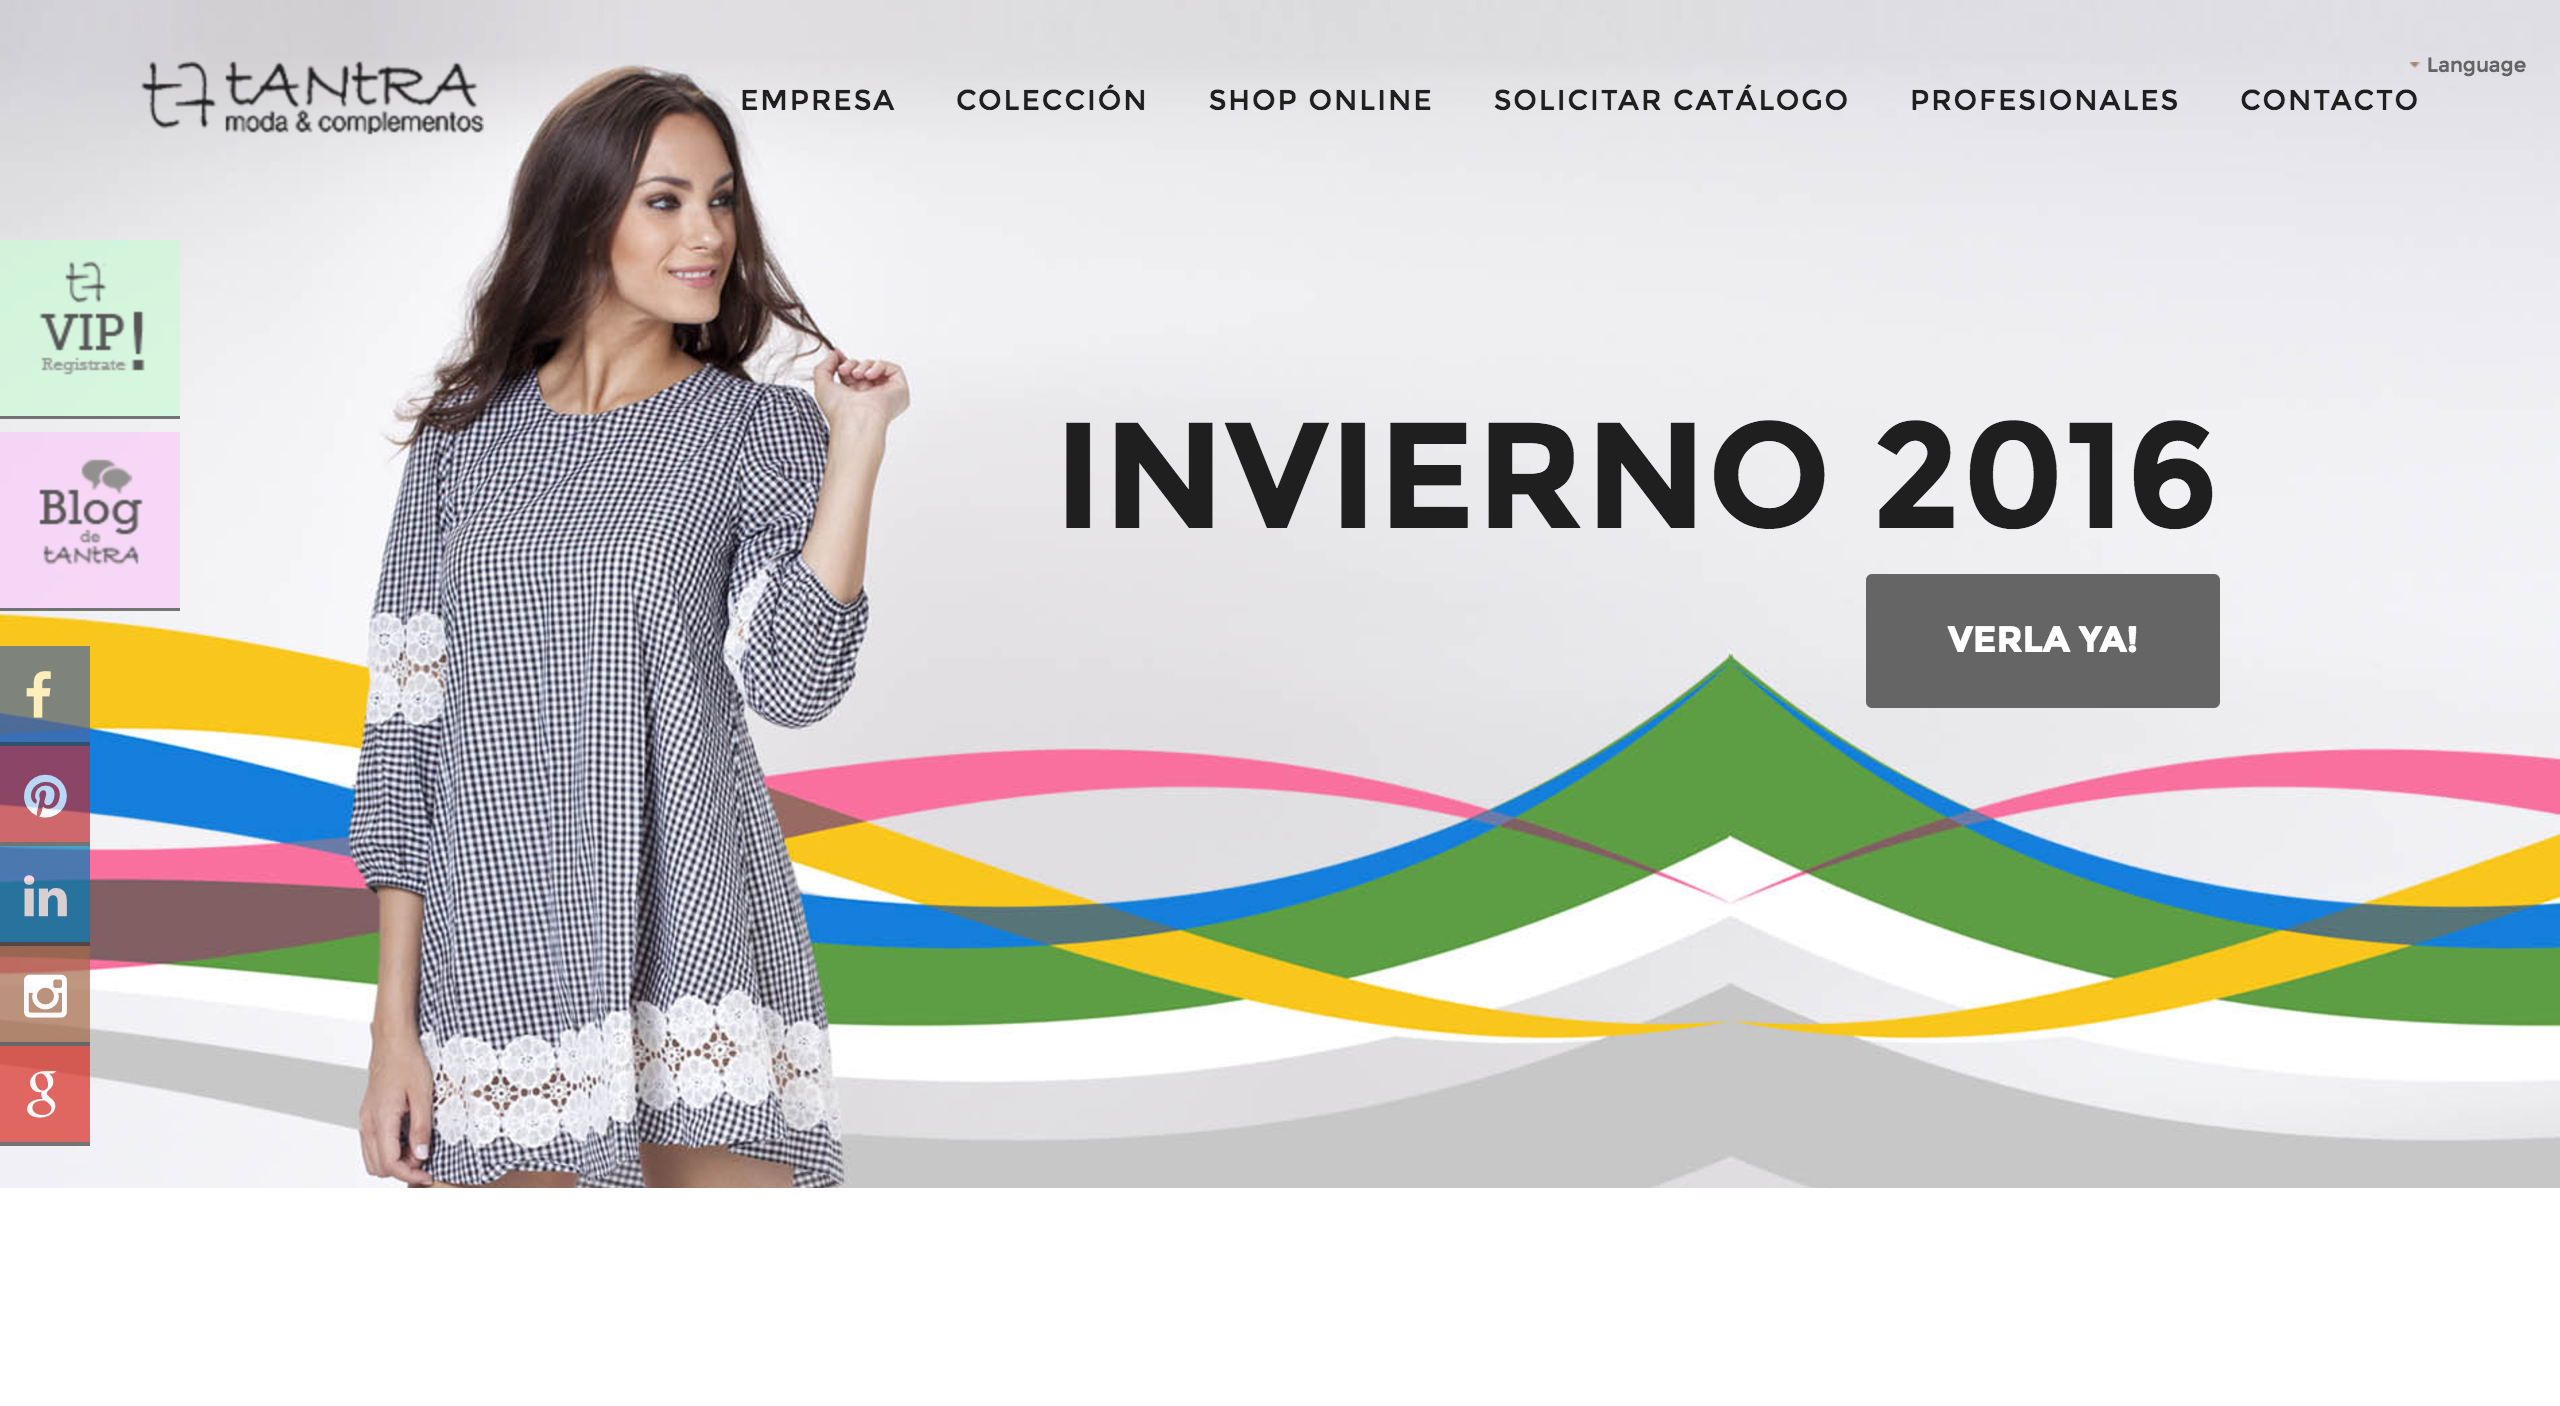 tANtRA
moda & complementos
EMPRESA
COLECCIÓN
SHOP ONLINE
SOLICITAR CATÁLOGO
PROFESIONALES
CONTACTO
Language
VIP!
Registrate
Blog
de
tANtRA
INVIERNO 2016
VERLA YA!